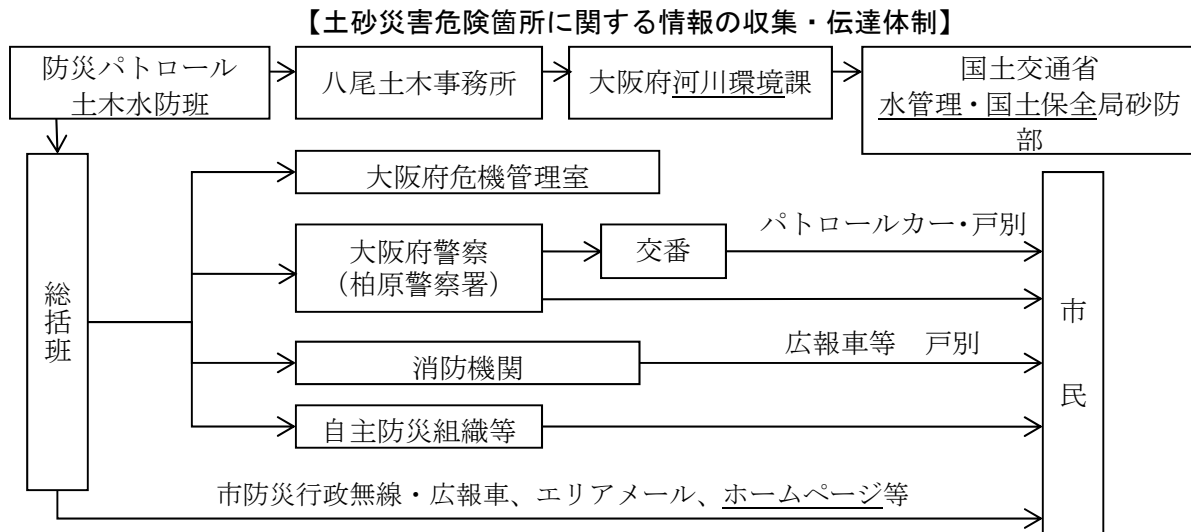 【土砂災害危険箇所に関する情報の収集・伝達体制】
防災パトロール
土木水防班
八尾土木事務所
大阪府河川環境課
国土交通省
水管理・国土保全局砂防
部
総括班
大阪府危機管理室
大阪府警察
（柏原警察署）
交番
パトロールカー・戸別
消防機関
広報車等　戸別
自主防災組織等
市防災行政無線・広報車、エリアメール、ホームページ等
市民